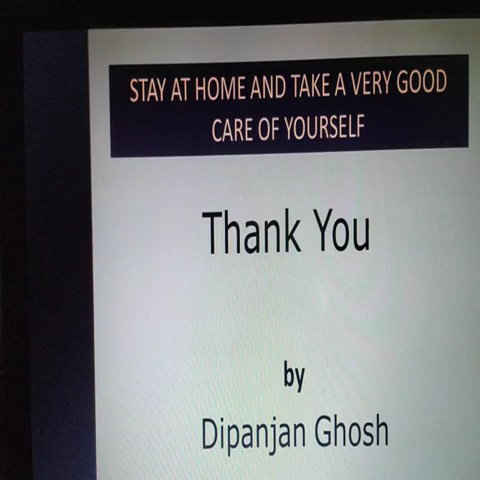 STAY AT HOME AND TAKE A VERY GOOD
CARE OF YOURSELF
Thank You
by
Dipanjan Ghosh